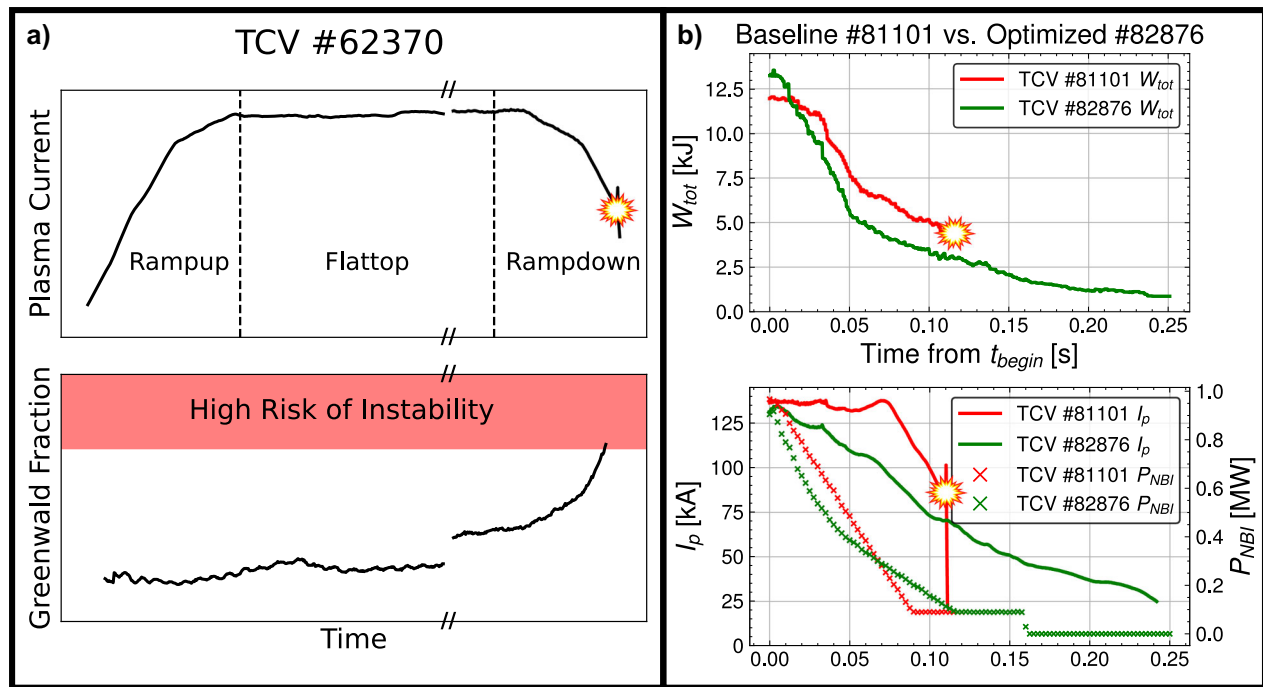 a)
TCV #62370
Plasma Current
//
Rampup
Flattop
Rampdown
//
Greenwald Fraction
//
High Risk of Instability
//
Time
b)
Baseline #81101 vs. Optimized #82876
W_tot [kJ]
12.5
10.0
7.5
5.0
2.5
0.0
TCV #81101 W_tot
TCV #82876 W_tot
0.00 0.05 0.10 0.15 0.20 0.25
Time from t_begin [s]
I_p [kA]
125
100
75
50
25
0
TCV #81101 I_p
TCV #82876 I_p
TCV #81101 P_NBI
TCV #82876 P_NBI
1.0
0.8
0.6
0.4
0.2
0.0
P_NBI [MW]
0.00 0.05 0.10 0.15 0.20 0.25